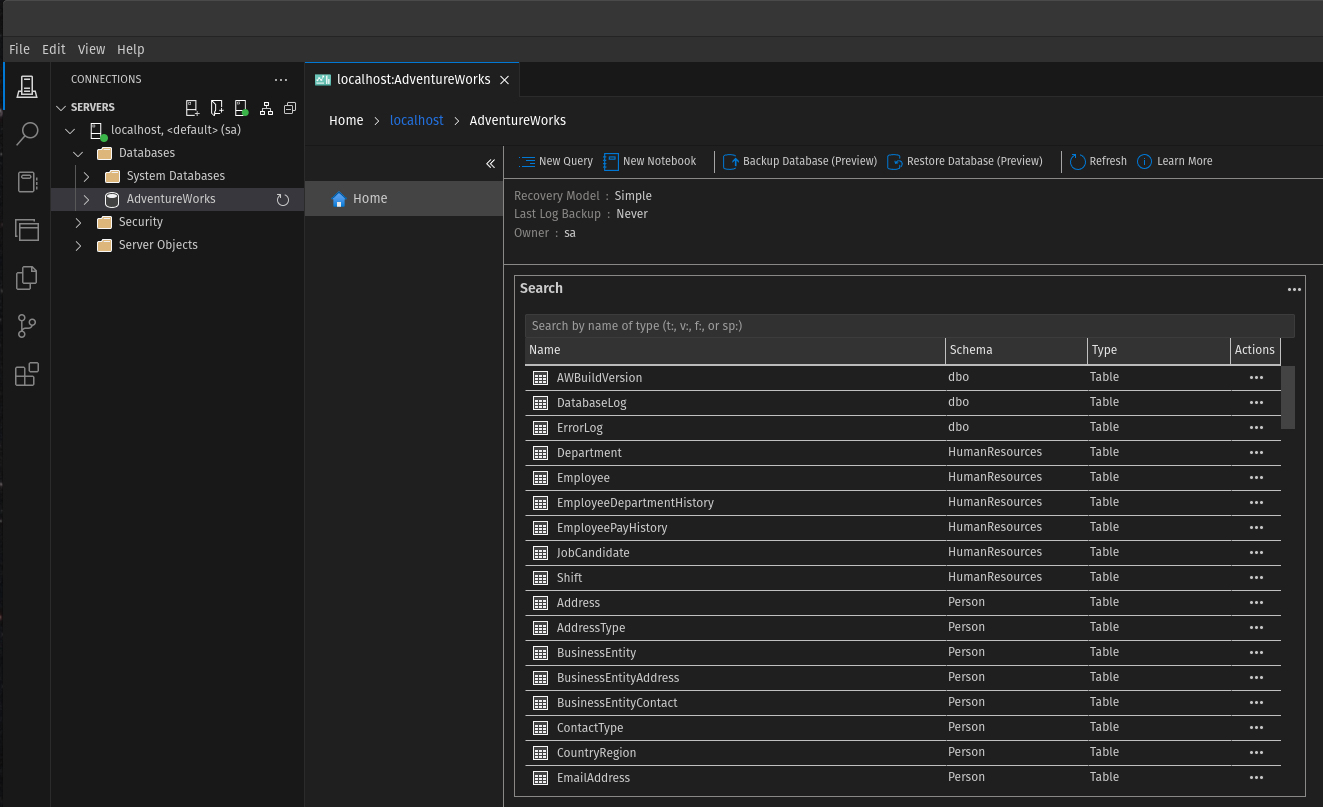 File Edit View Help
CONNECTIONS
SERVERS
localhost, <default> (sa)
Databases
System Databases
AdventureWorks
Security
Server Objects
localhost:AdventureWorks
Home > localhost > AdventureWorks
Home
New Query New Notebook Backup Database (Preview) Restore Database (Preview) Refresh Learn More
Recovery Model : Simple
Last Log Backup : Never
Owner : sa
Search
Search by name of type (t:, v:, f:, or sp:)
Name Schema Type Actions
AWBuildVersion dbo Table
DatabaseLog dbo Table
ErrorLog dbo Table
Department HumanResources Table
Employee HumanResources Table
EmployeeDepartmentHistory HumanResources Table
EmployeePayHistory HumanResources Table
JobCandidate HumanResources Table
Shift HumanResources Table
Address Person Table
AddressType Person Table
BusinessEntity Person Table
BusinessEntityAddress Person Table
BusinessEntityContact Person Table
ContactType Person Table
CountryRegion Person Table
EmailAddress Person Table